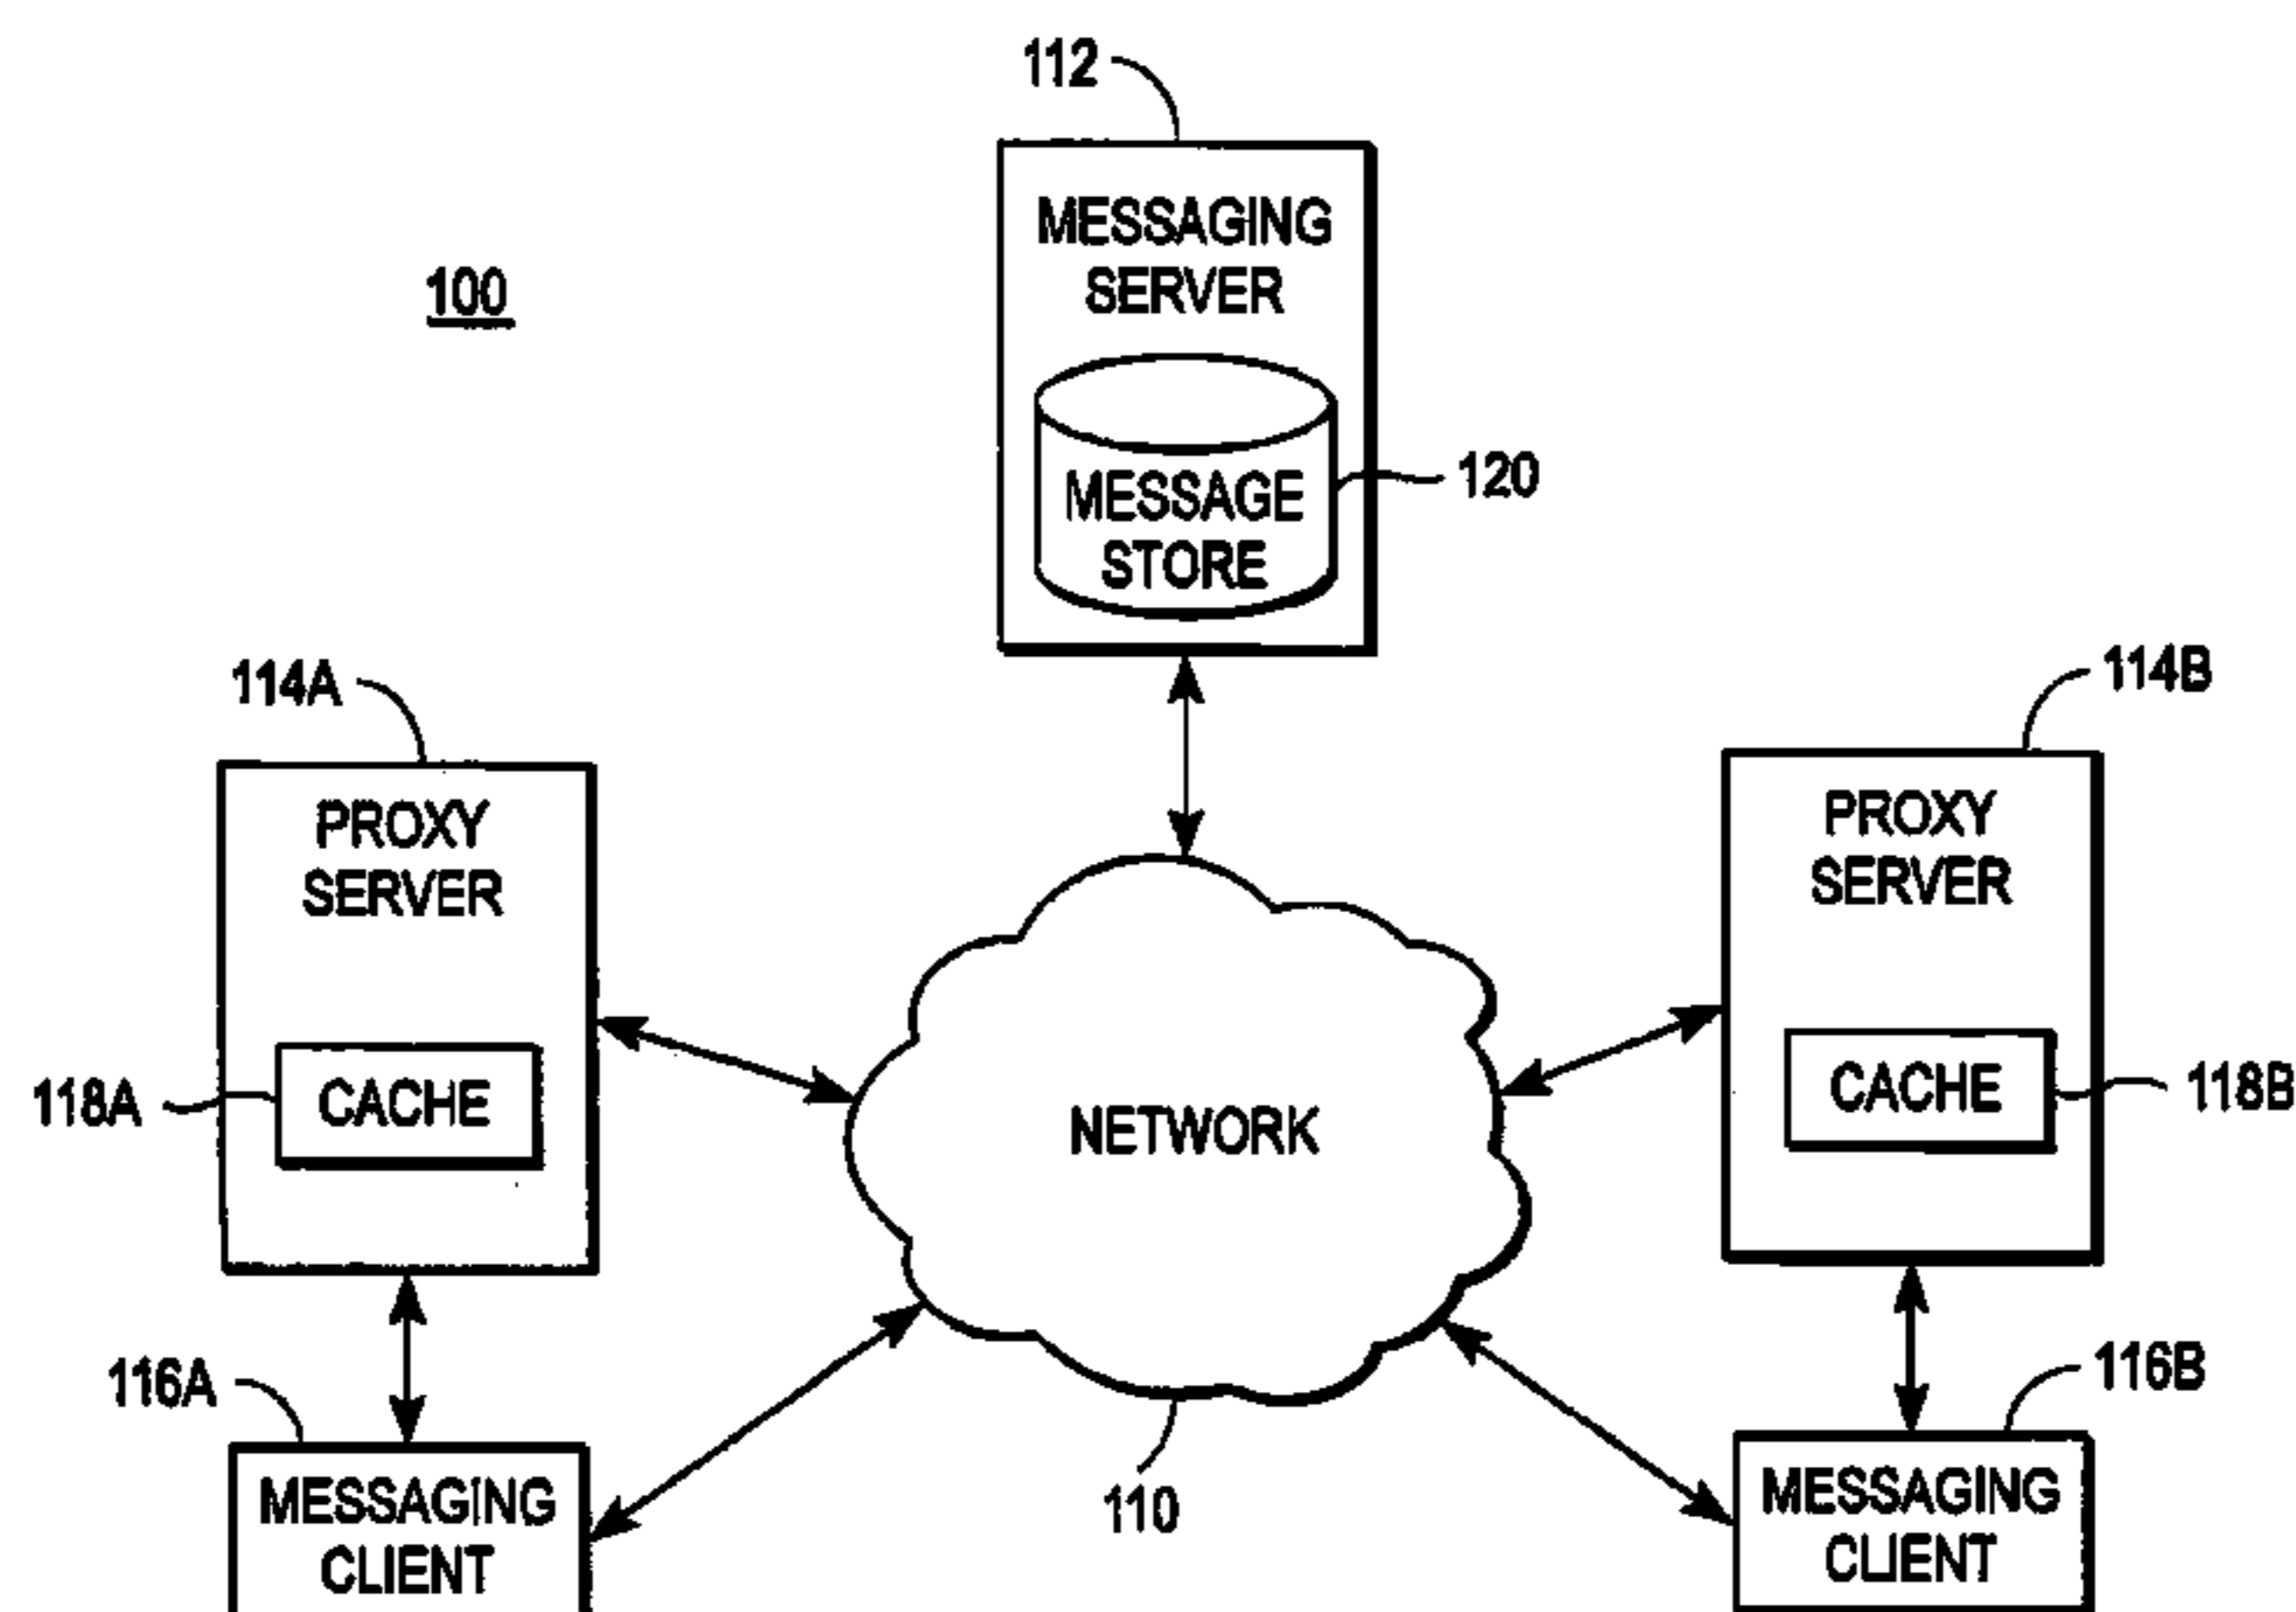 112
MESSAGING
SERVER
100
MESSAGE
STORE
120
114A
114B
PROXY
SERVER
PROXY
SERVER
118A
CACHE
NETWORK
CACHE
118B
116A
116B
MESSAGING
CLIENT
110
MESSAGING
CLIENT